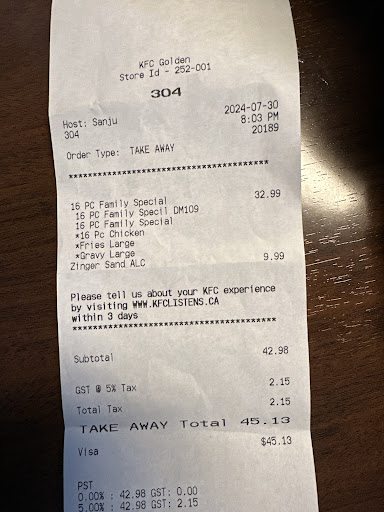 KFC Golden
Store Id - 252-001
304
2024-07-30
Host: Sanju 8:03 PM
304 20189
Order Type: TAKE AWAY
****************************************
16 PC Family Special 32.99
16 PC Family Specil DM109
16 PC Family Special
*16 Pc Chicken
*Fries Large
*Gravy Large
Zinger Sand ALC 9.99
Please tell us about your KFC experience
by visiting WWW.KFCLISTENS.CA
within 3 days
****************************************
Subtotal 42.98
GST @ 5% Tax 2.15
Total Tax 2.15
TAKE AWAY Total 45.13
Visa $45.13
PST
0.00% : 42.98 GST: 0.00
5.00% : 42.98 GST: 2.15